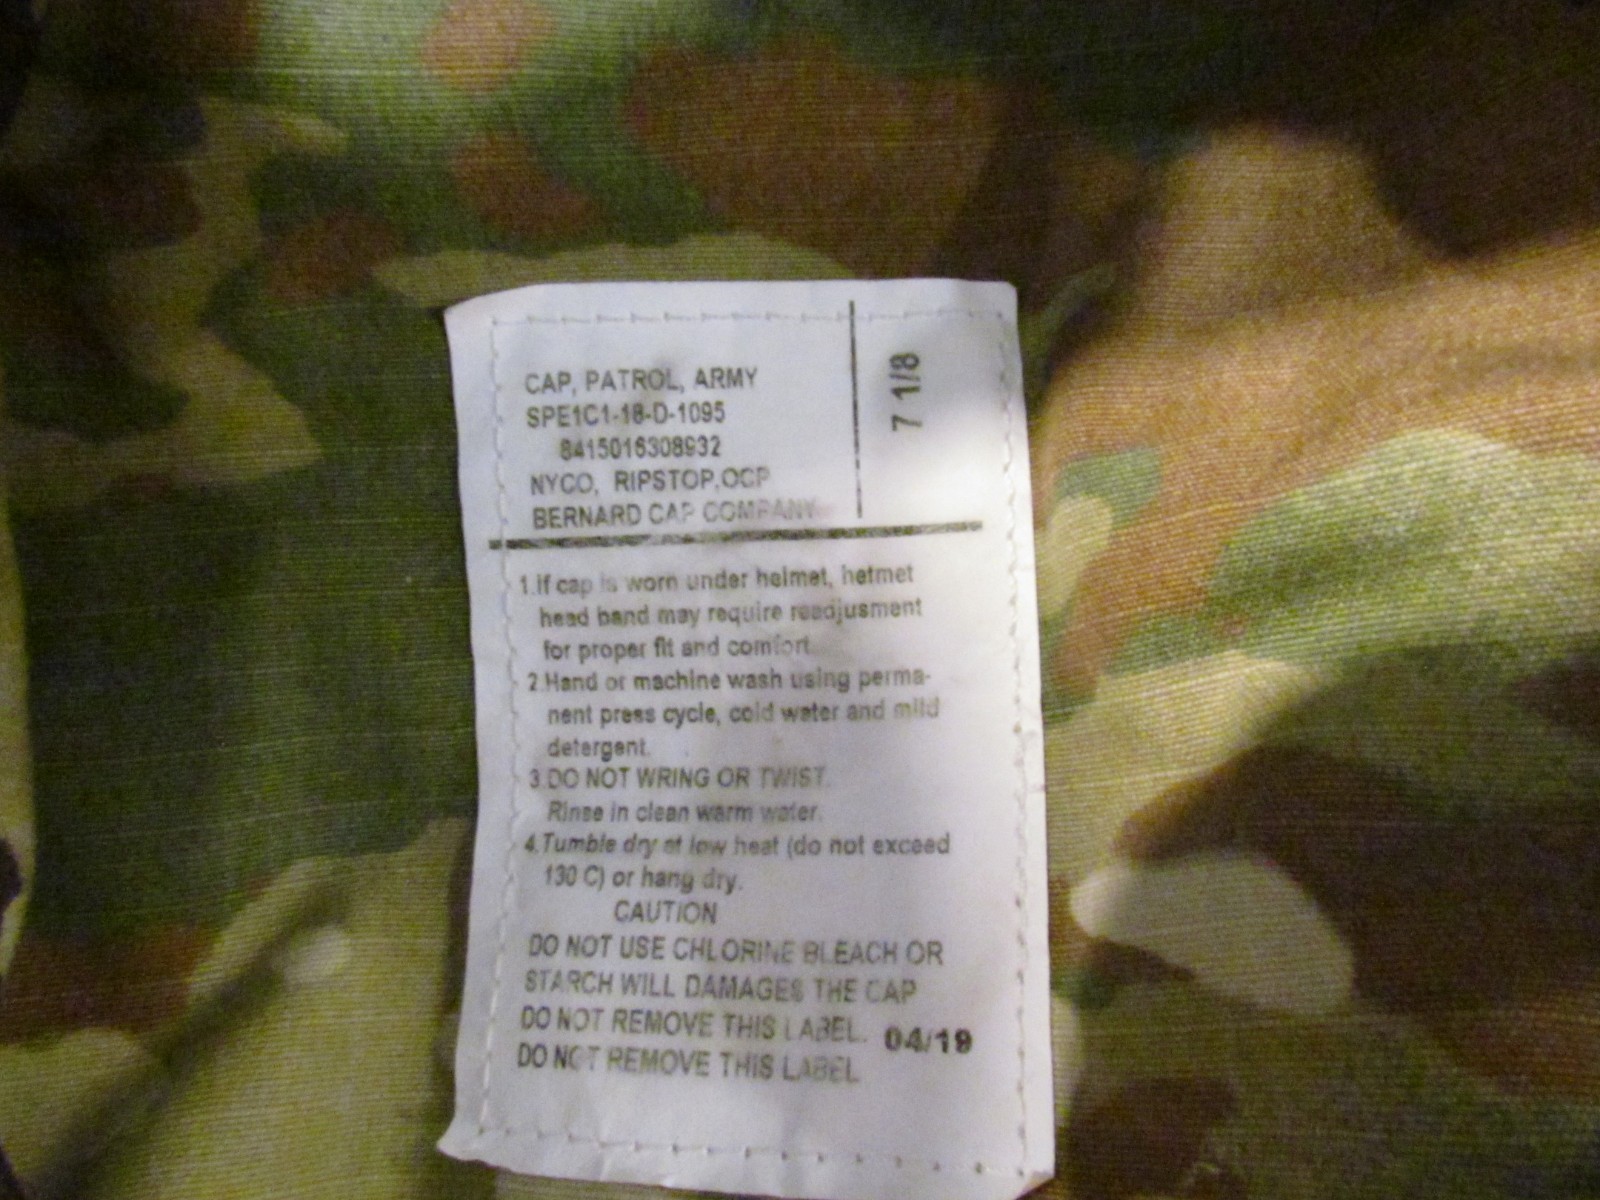 CAP, PATROL, ARMY
SPE1C1-18-D-1095
8415016308932
NYCO, RIPSTOP,OCP
BERNARD CAP COMPANY
7 1/8
1.If cap is worn under helmet, helmet
head band may require readjusment
for proper fit and comfort.
2.Hand or machine wash using perma-
nent press cycle, cold water and mild
detergent.
3.DO NOT WRING OR TWIST.
Rinse in clean warm water.
4.Tumble dry at low heat (do not exceed
130 C) or hang dry.
CAUTION
DO NOT USE CHLORINE BLEACH OR
STARCH WILL DAMAGES THE CAP
DO NOT REMOVE THIS LABEL. 04/19
DO NOT REMOVE THIS LABEL